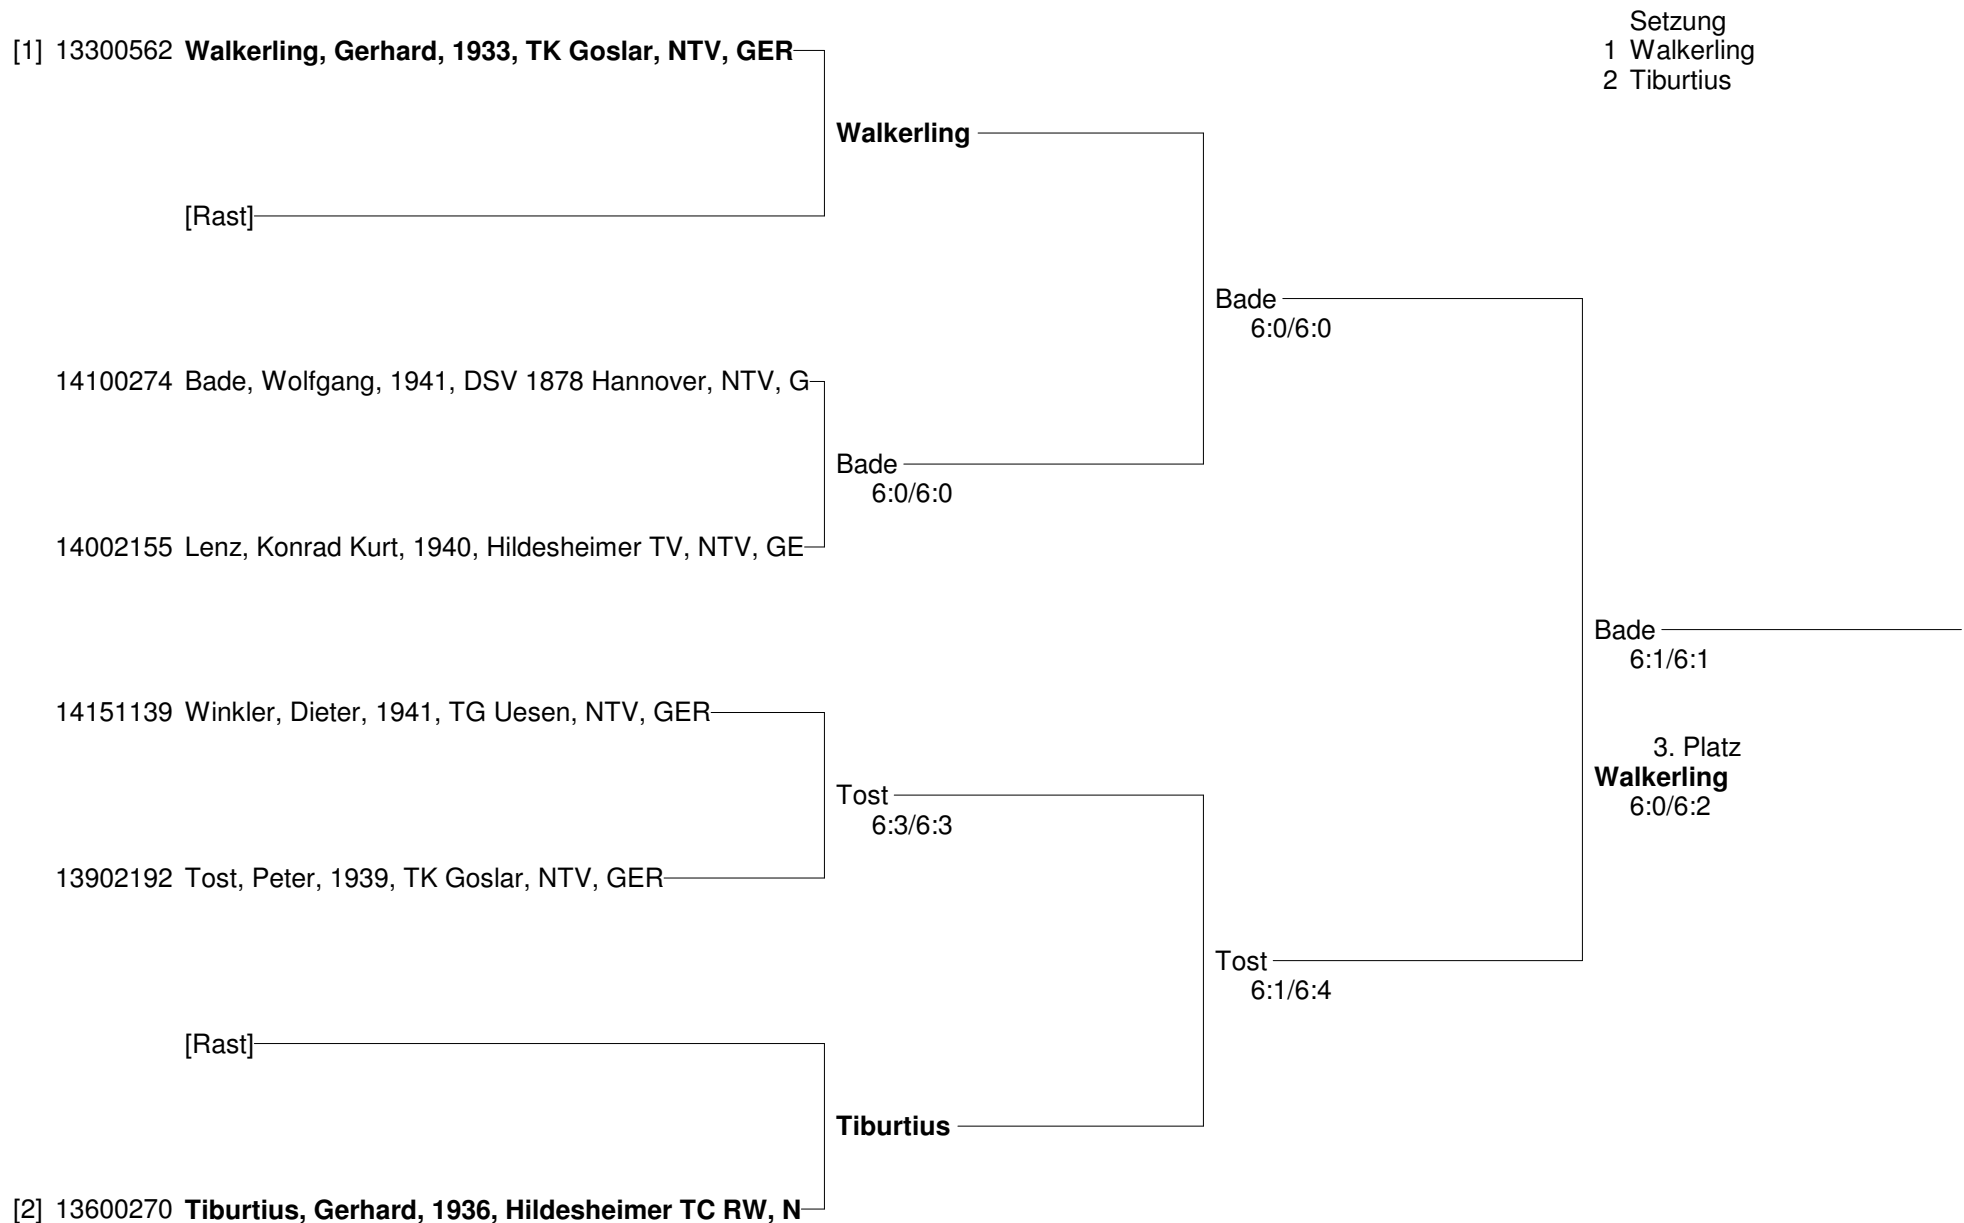 Setzung
1 Walkerling
2 Tiburtius
[1] 13300562 Walkerling, Gerhard, 1933, TK Goslar, NTV, GER
Walkerling
[Rast]
Bade
6:0/6:0
14100274 Bade, Wolfgang, 1941, DSV 1878 Hannover, NTV, G
Bade
6:0/6:0
14002155 Lenz, Konrad Kurt, 1940, Hildesheimer TV, NTV, GE
Bade
6:1/6:1
14151139 Winkler, Dieter, 1941, TG Uesen, NTV, GER
3. Platz
Walkerling
6:0/6:2
Tost
6:3/6:3
13902192 Tost, Peter, 1939, TK Goslar, NTV, GER
Tost
6:1/6:4
[Rast]
Tiburtius
[2] 13600270 Tiburtius, Gerhard, 1936, Hildesheimer TC RW, N